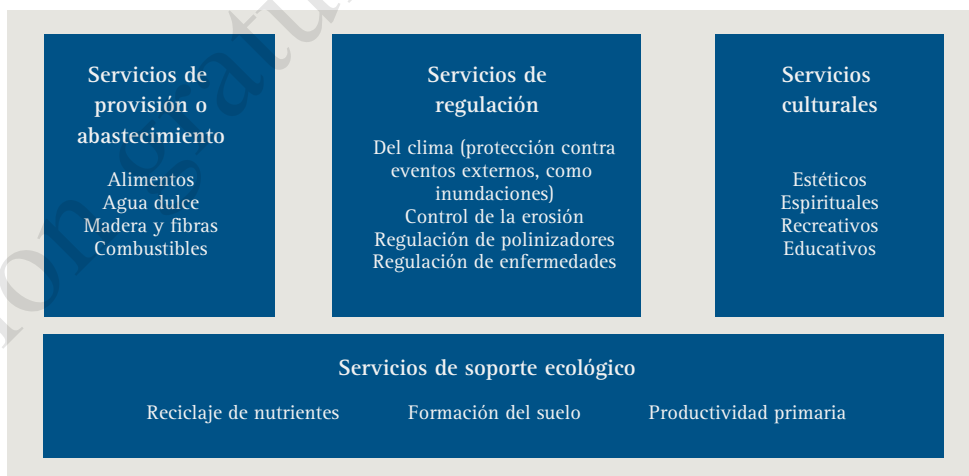 Servicios de
provisión o
abastecimiento
Alimentos
Agua dulce
Madera y fibras
Combustibles
Servicios de
regulación
Del clima (protección contra
eventos externos, como
inundaciones)
Control de la erosión
Regulación de polinizadores
Regulación de enfermedades
Servicios
culturales
Estéticos
Espirituales
Recreativos
Educativos
Servicios de soporte ecológico
Reciclaje de nutrientes Formación del suelo Productividad primaria